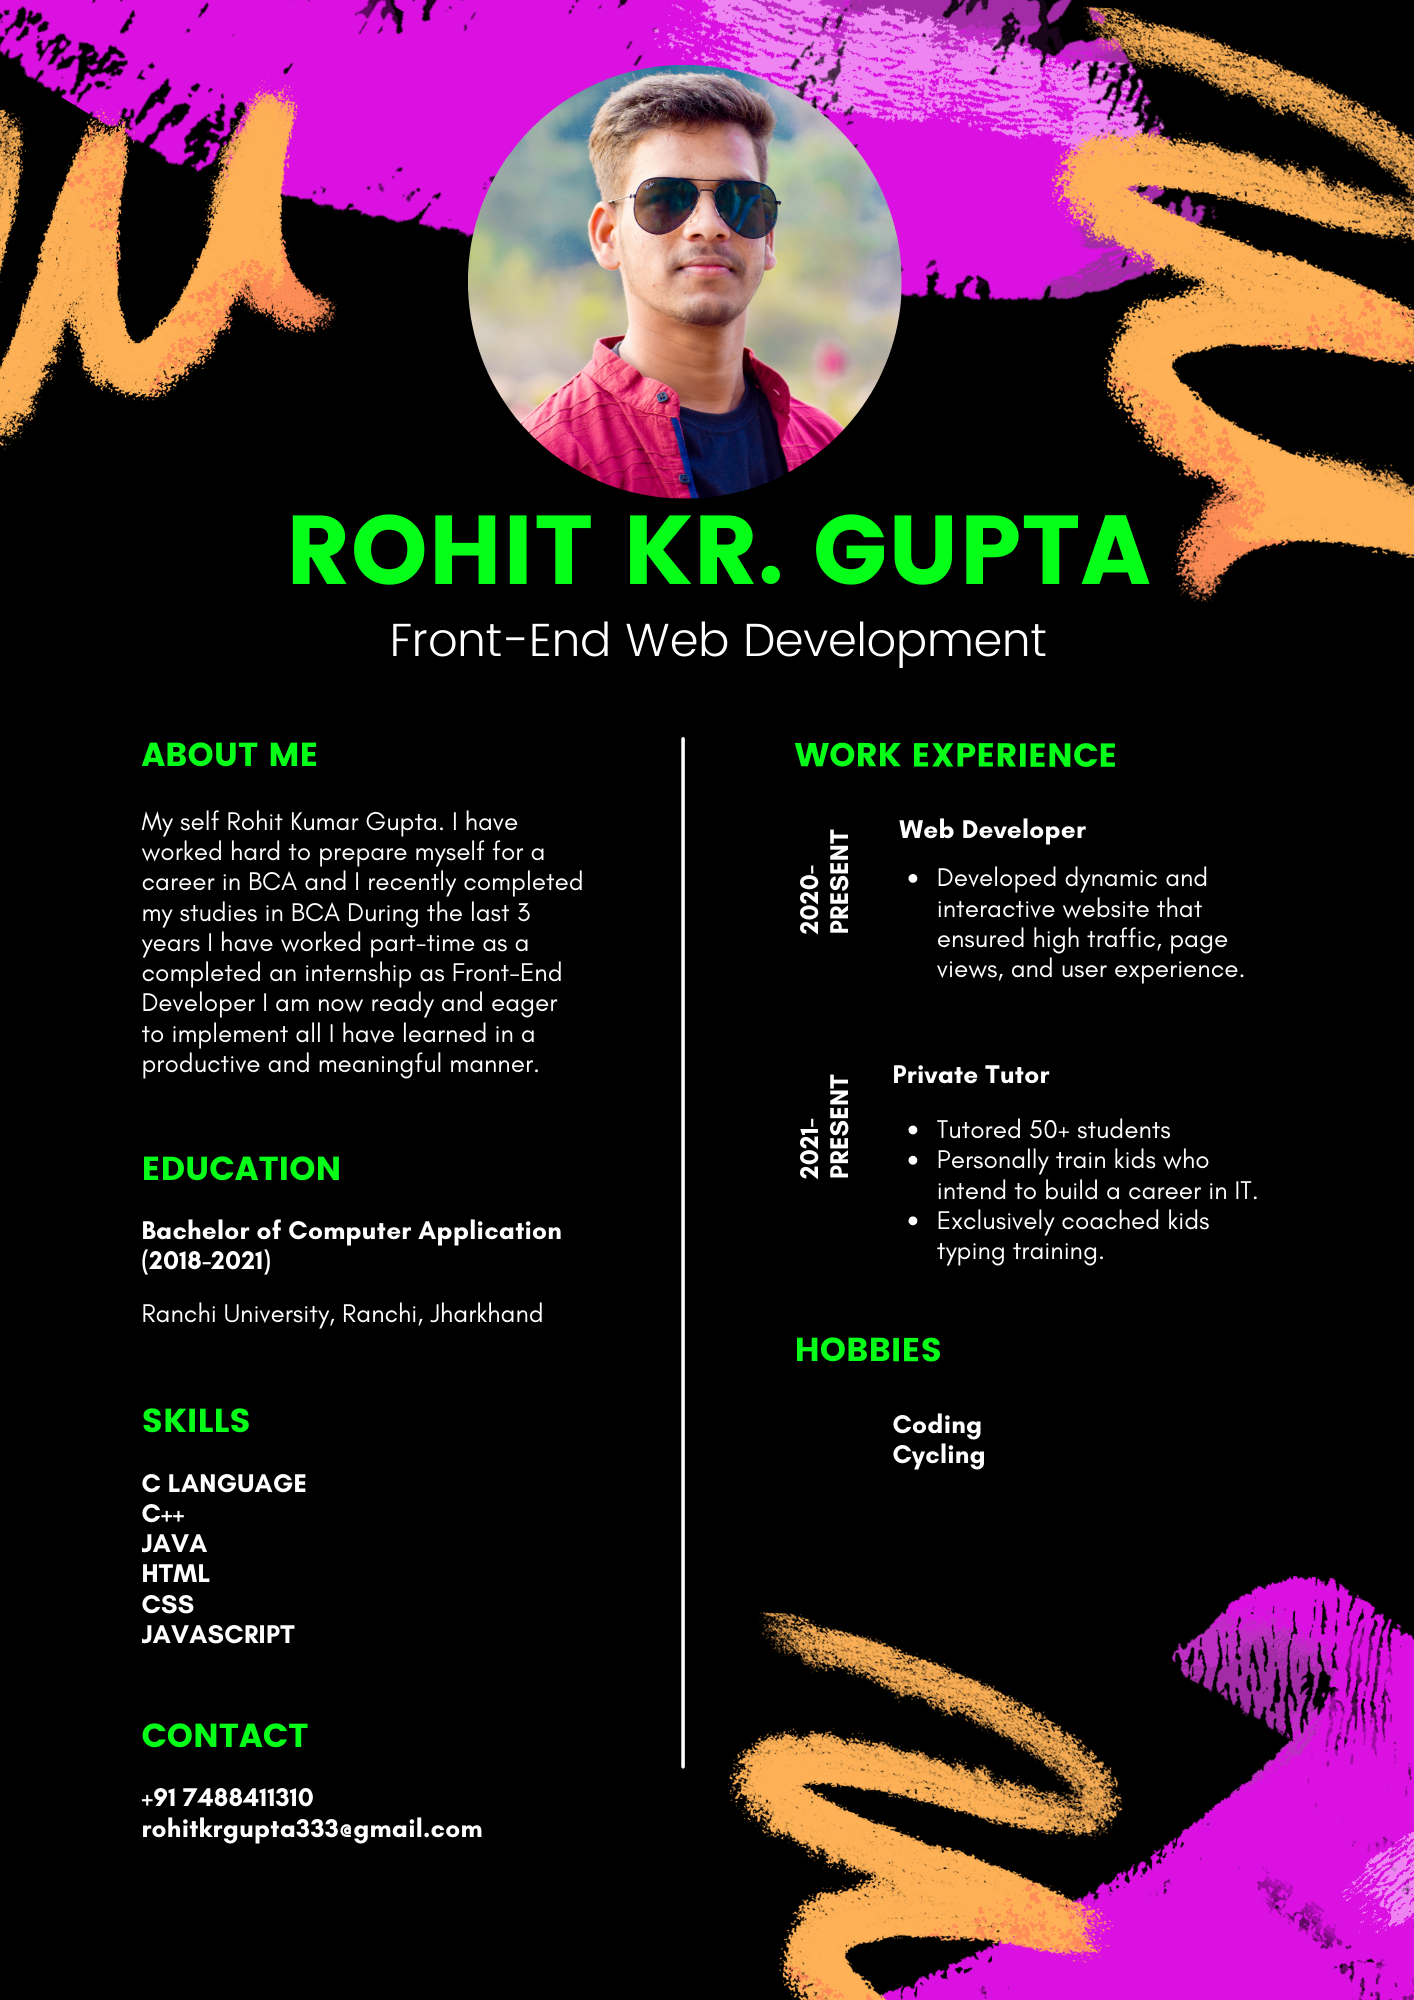 ROHIT KR. GUPTA
Front-End Web Development
ABOUT ME
My self Rohit Kumar Gupta. I have
worked hard to prepare myself for a
career in BCA and I recently completed
my studies in BCA During the last 3
years I have worked part-time as a
completed an internship as Front-End
Developer I am now ready and eager
to implement all I have learned in a
productive and meaningful manner.
EDUCATION
Bachelor of Computer Application
(2018-2021)
Ranchi University, Ranchi, Jharkhand
SKILLS
C LANGUAGE
C++
JAVA
HTML
CSS
JAVASCRIPT
CONTACT
+91 7488411310
rohitkrgupta333@gmail.com
WORK EXPERIENCE
2020-
PRESENT
Web Developer
• Developed dynamic and
interactive website that
ensured high traffic, page
views, and user experience.
2021-
PRESENT
Private Tutor
• Tutored 50+ students
• Personally train kids who
intend to build a career in IT.
• Exclusively coached kids
typing training.
HOBBIES
Coding
Cycling